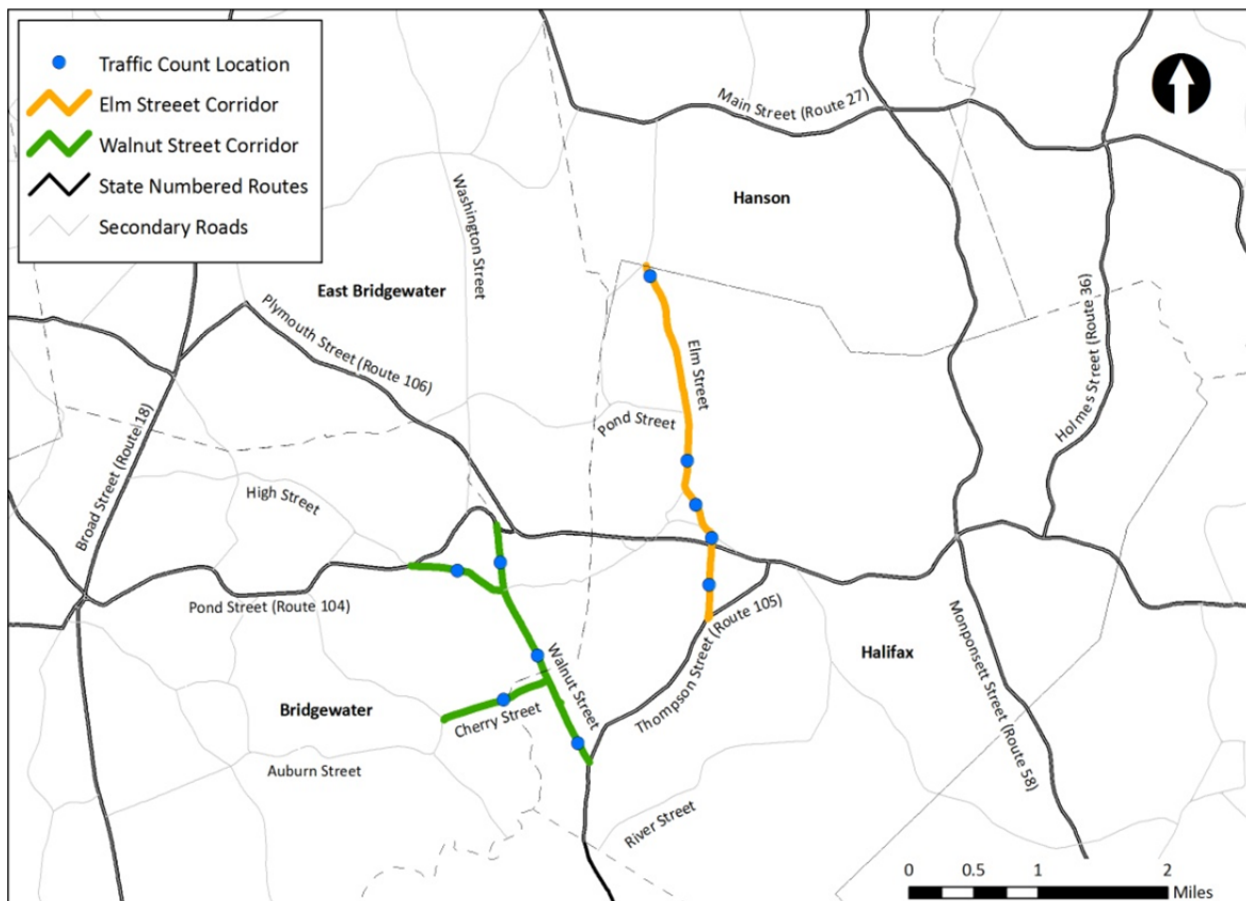 Traffic Count Location
Elm Streeet Corridor
Walnut Street Corridor
State Numbered Routes
Secondary Roads
Main Street (Route 27)
Hanson
Washington Street
East Bridgewater
Plymouth Street (Route 106)
Holmes Street (Route 36)
Elm Street
Pond Street
Broad Street (Route 18)
High Street
Pond Street (Route 104)
Thompson Street (Route 105)
Halifax
Walnut Street
Monponsett Street (Route 58)
Bridgewater
Cherry Street
Auburn Street
River Street
0 0.5 1 2
Miles